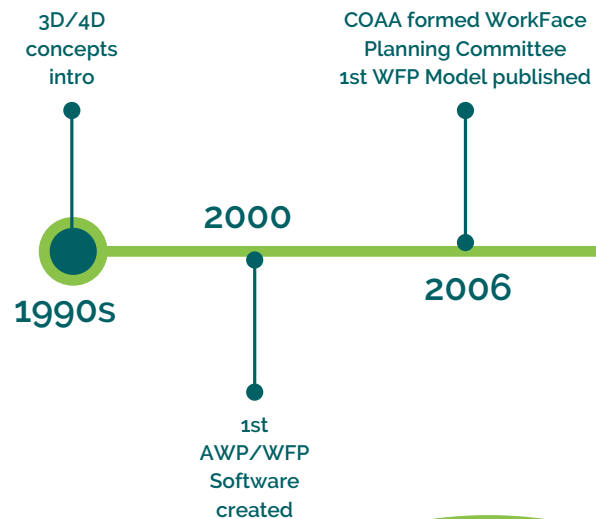 3D/4D
concepts
intro
1990s
2000
1st
AWP/WFP
Software
created
COAA formed WorkFace
Planning Committee
1st WFP Model published
2006